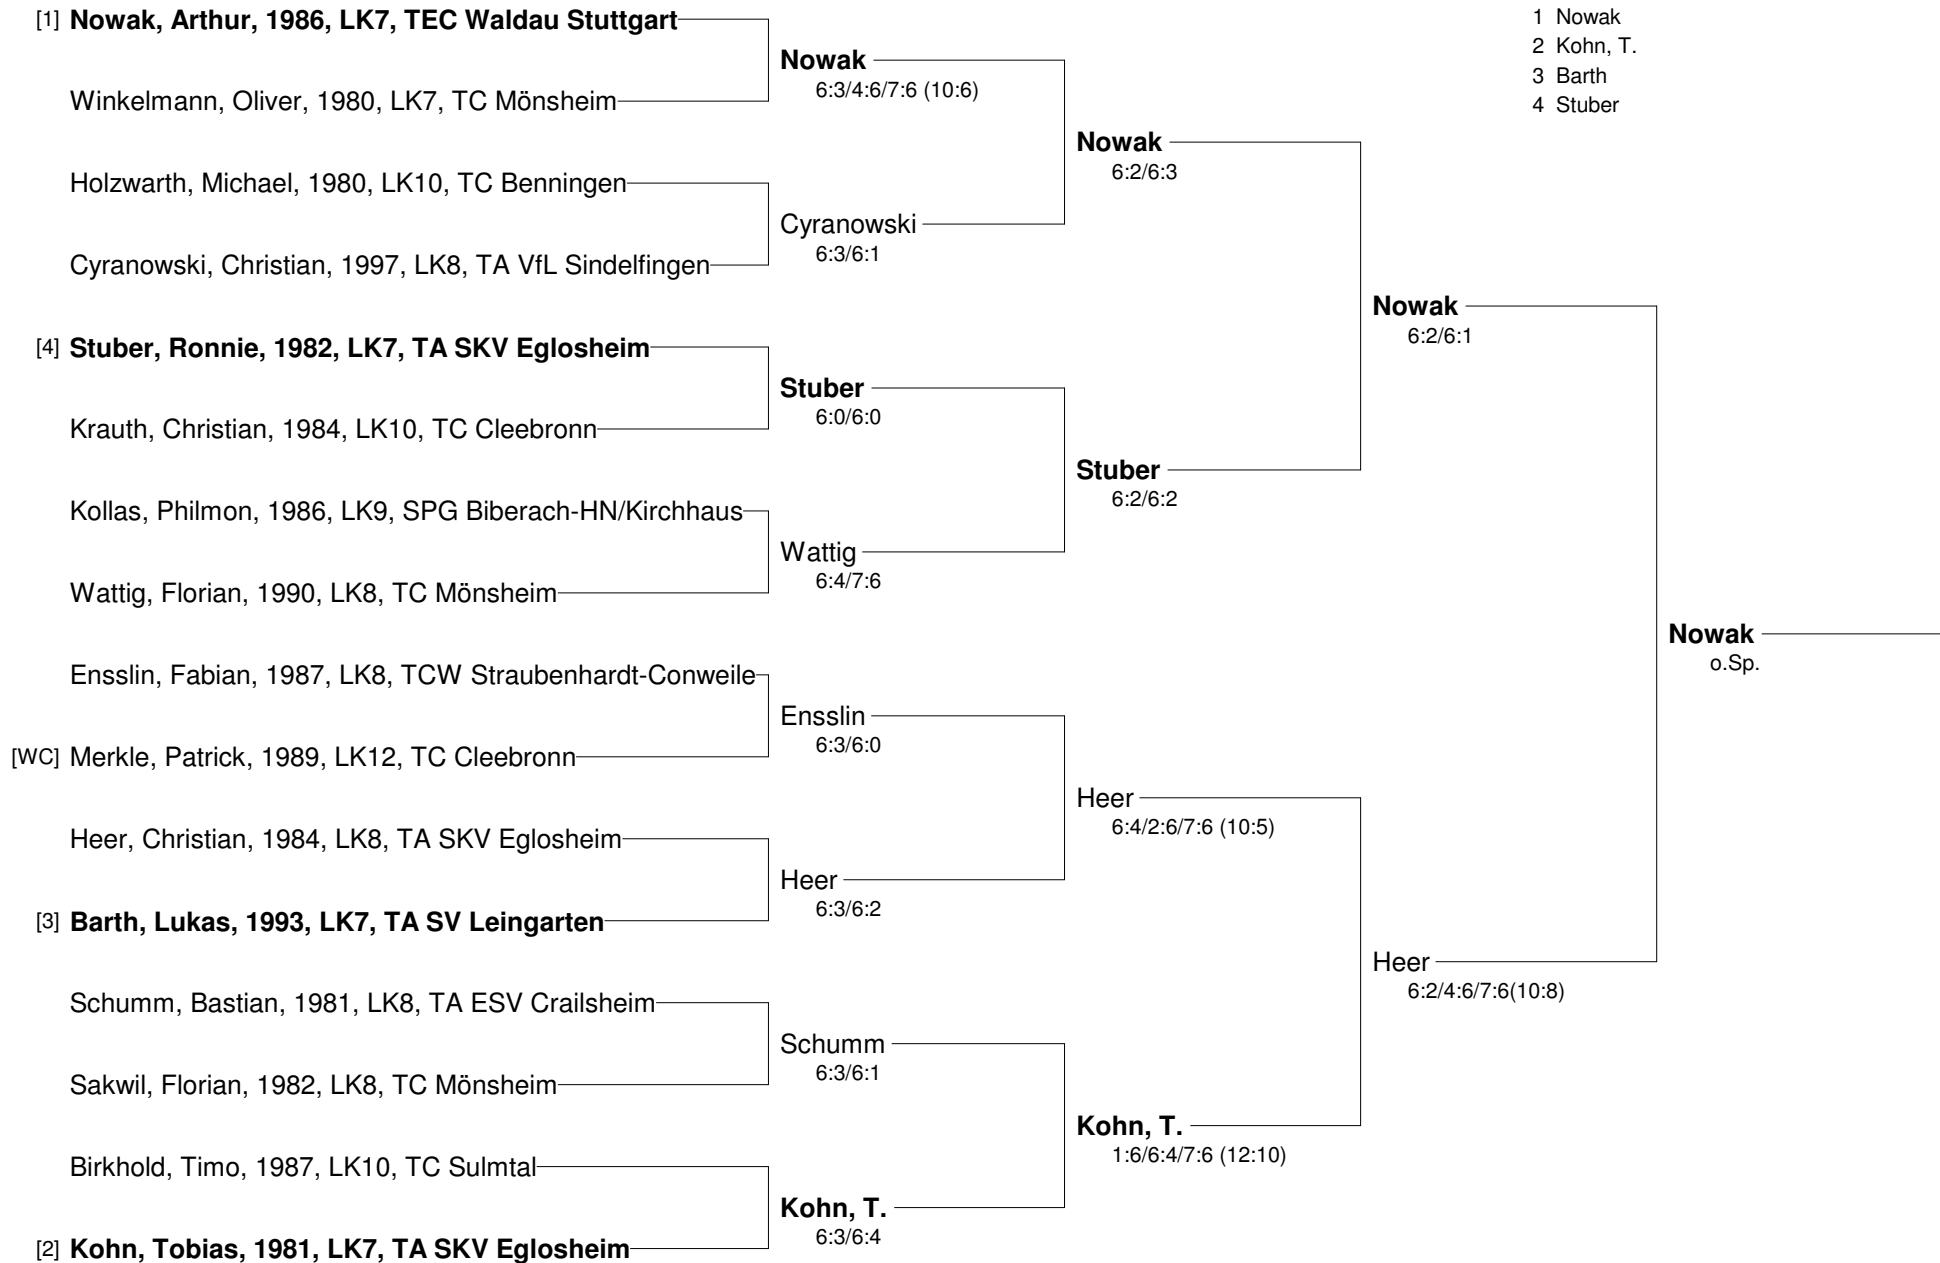 [1] Nowak, Arthur, 1986, LK7, TEC Waldau Stuttgart
Winkelmann, Oliver, 1980, LK7, TC Mönsheim
Holzwarth, Michael, 1980, LK10, TC Benningen
Cyranowski, Christian, 1997, LK8, TA VfL Sindelfingen
[4] Stuber, Ronnie, 1982, LK7, TA SKV Eglosheim
Krauth, Christian, 1984, LK10, TC Cleebronn
Kollas, Philmon, 1986, LK9, SPG Biberach-HN/Kirchhaus
Wattig, Florian, 1990, LK8, TC Mönsheim
Ensslin, Fabian, 1987, LK8, TCW Straubenhardt-Conweile
[WC] Merkle, Patrick, 1989, LK12, TC Cleebronn
Heer, Christian, 1984, LK8, TA SKV Eglosheim
[3] Barth, Lukas, 1993, LK7, TA SV Leingarten
Schumm, Bastian, 1981, LK8, TA ESV Crailsheim
Sakwil, Florian, 1982, LK8, TC Mönsheim
Birkhold, Timo, 1987, LK10, TC Sulmtal
[2] Kohn, Tobias, 1981, LK7, TA SKV Eglosheim
Nowak
6:3/4:6/7:6 (10:6)
Cyranowski
6:3/6:1
Stuber
6:0/6:0
Wattig
6:4/7:6
Ensslin
6:3/6:0
Heer
6:3/6:2
Schumm
6:3/6:1
Kohn, T.
6:3/6:4
Nowak
6:2/6:3
Stuber
6:2/6:2
Heer
6:4/2:6/7:6 (10:5)
Kohn, T.
1:6/6:4/7:6 (12:10)
Nowak
6:2/6:1
Heer
6:2/4:6/7:6(10:8)
Nowak
o.Sp.
1 Nowak
2 Kohn, T.
3 Barth
4 Stuber